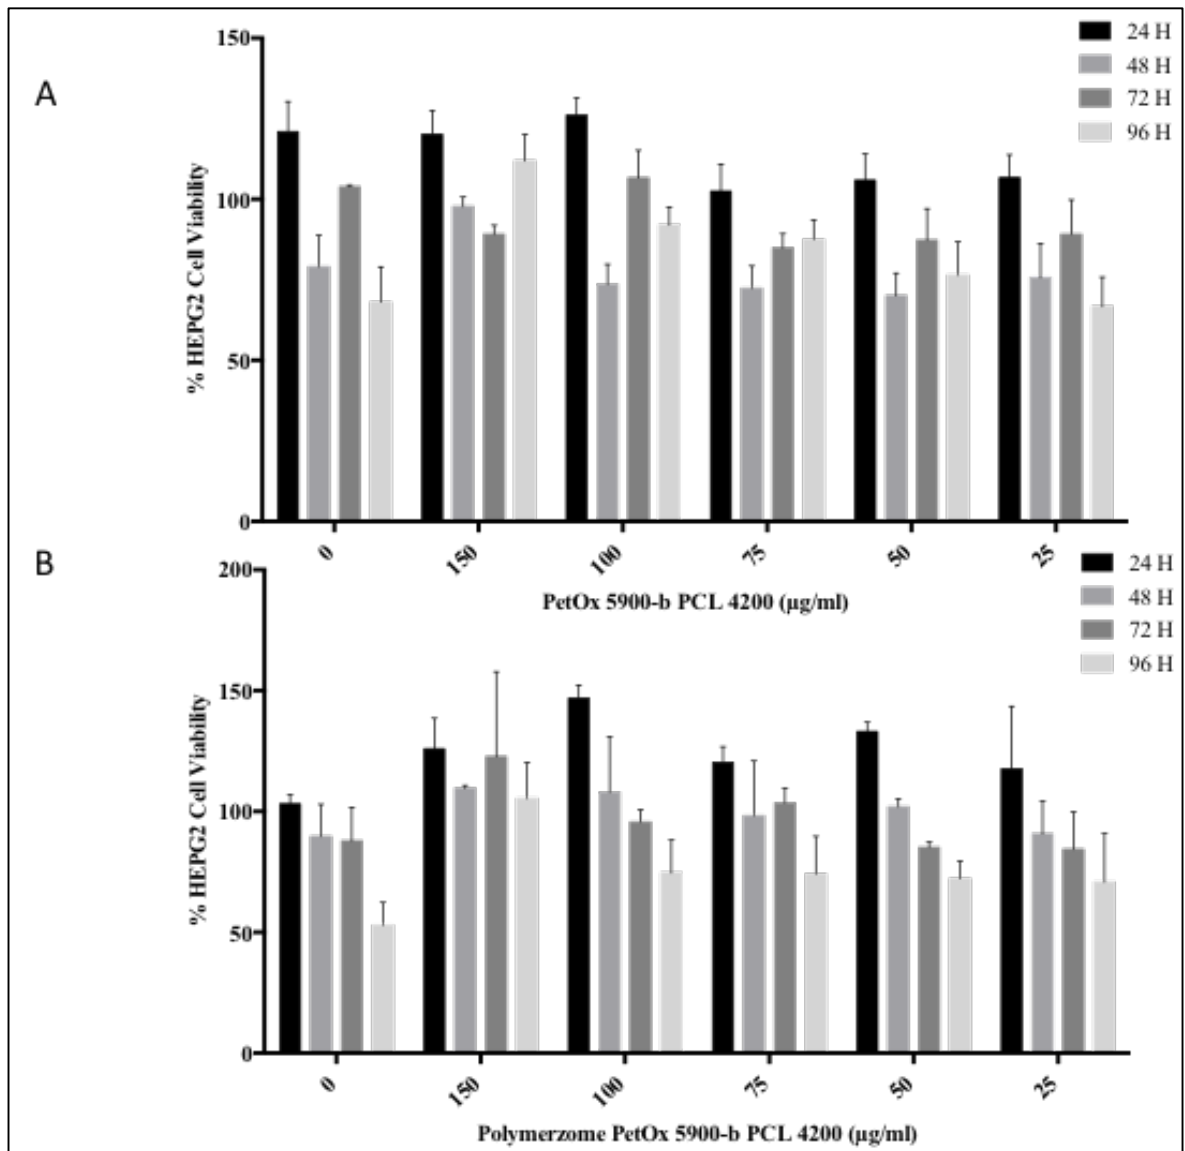 A
% HEPG2 Cell Viability
150
100
50
0
24 H
48 H
72 H
96 H
0
150
100
75
50
25
PetOx 5900-b PCL 4200 (µg/ml)
B
% HEPG2 Cell Viability
200
150
100
50
0
24 H
48 H
72 H
96 H
0
150
100
75
50
25
Polymerzome PetOx 5900-b PCL 4200 (µg/ml)